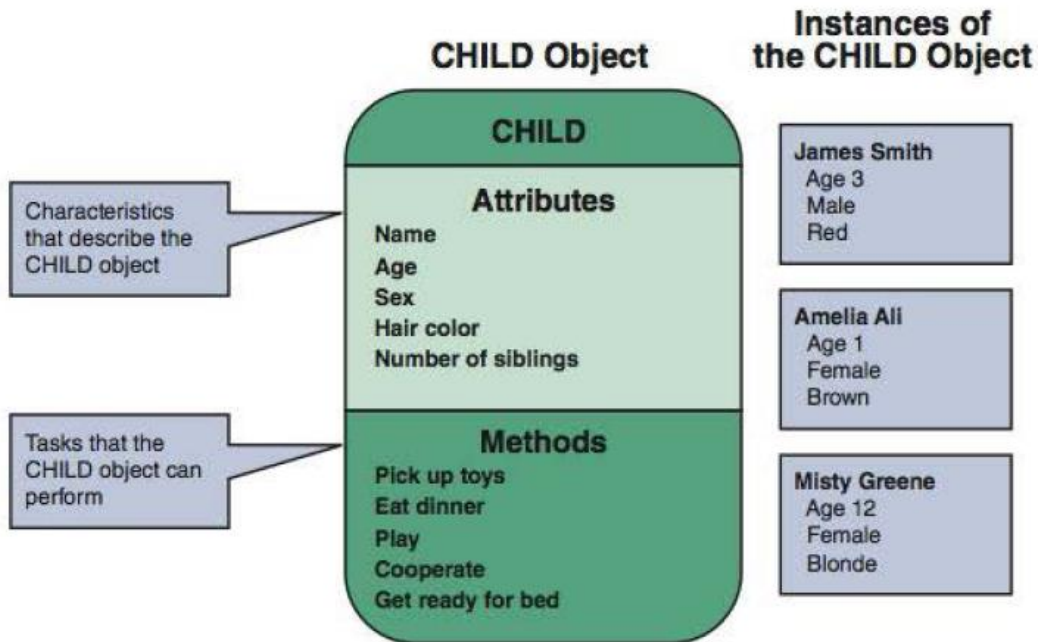 CHILD Object
Instances of
the CHILD Object
CHILD
Attributes
Name
Age
Sex
Hair color
Number of siblings
Methods
Pick up toys
Eat dinner
Play
Cooperate
Get ready for bed
Characteristics
that describe the
CHILD object
Tasks that the
CHILD object can
perform
James Smith
Age 3
Male
Red
Amelia Ali
Age 1
Female
Brown
Misty Greene
Age 12
Female
Blonde